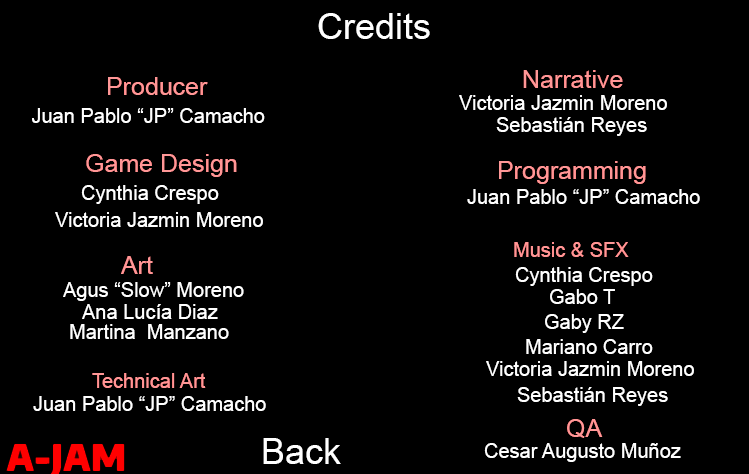 Credits
Producer
Juan Pablo “JP” Camacho
Game Design
Cynthia Crespo
Victoria Jazmin Moreno
Art
Agus “Slow” Moreno
Ana Lucía Diaz
Martina  Manzano
Technical Art
Juan Pablo “JP” Camacho
Narrative
Victoria Jazmin Moreno
Sebastián Reyes
Programming
Juan Pablo “JP” Camacho
Music & SFX
Cynthia Crespo
Gabo T
Gaby RZ
Mariano Carro
Victoria Jazmin Moreno
Sebastián Reyes
QA
Cesar Augusto Muñoz
A-JAM
Back